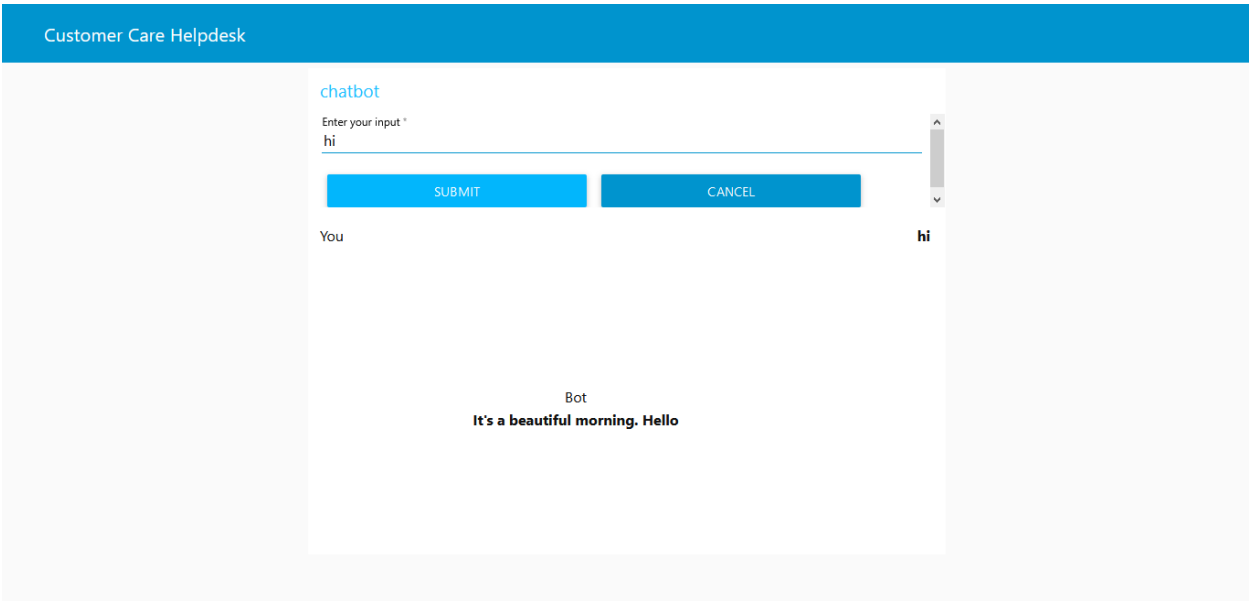 Customer Care Helpdesk
chatbot
Enter your input *
hi
SUBMIT CANCEL
You hi
Bot
It's a beautiful morning. Hello